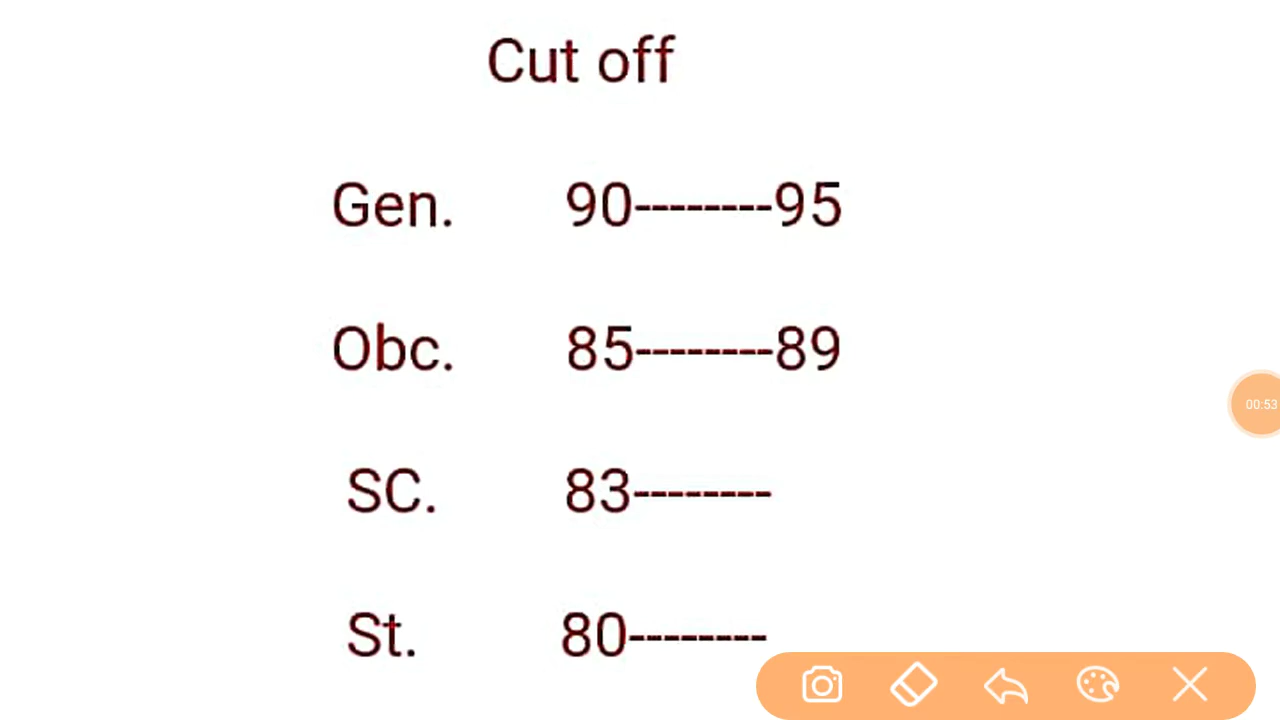 Cut off
Gen. 90--------95
Obc. 85--------89
SC. 83--------
St. 80--------
00:53